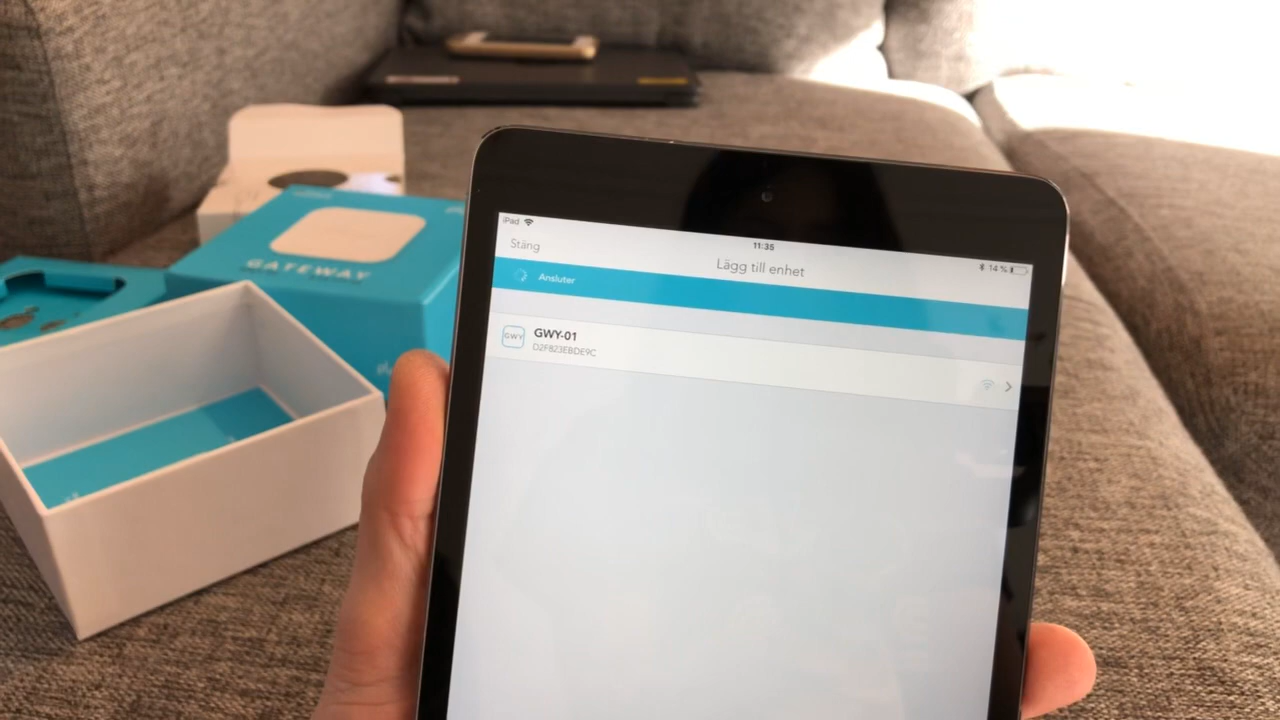 iPad
11:35
14 %
Stäng
Lägg till enhet
Ansluter
GWY
GWY-01
D2F823EBDE9C
GATEWAY